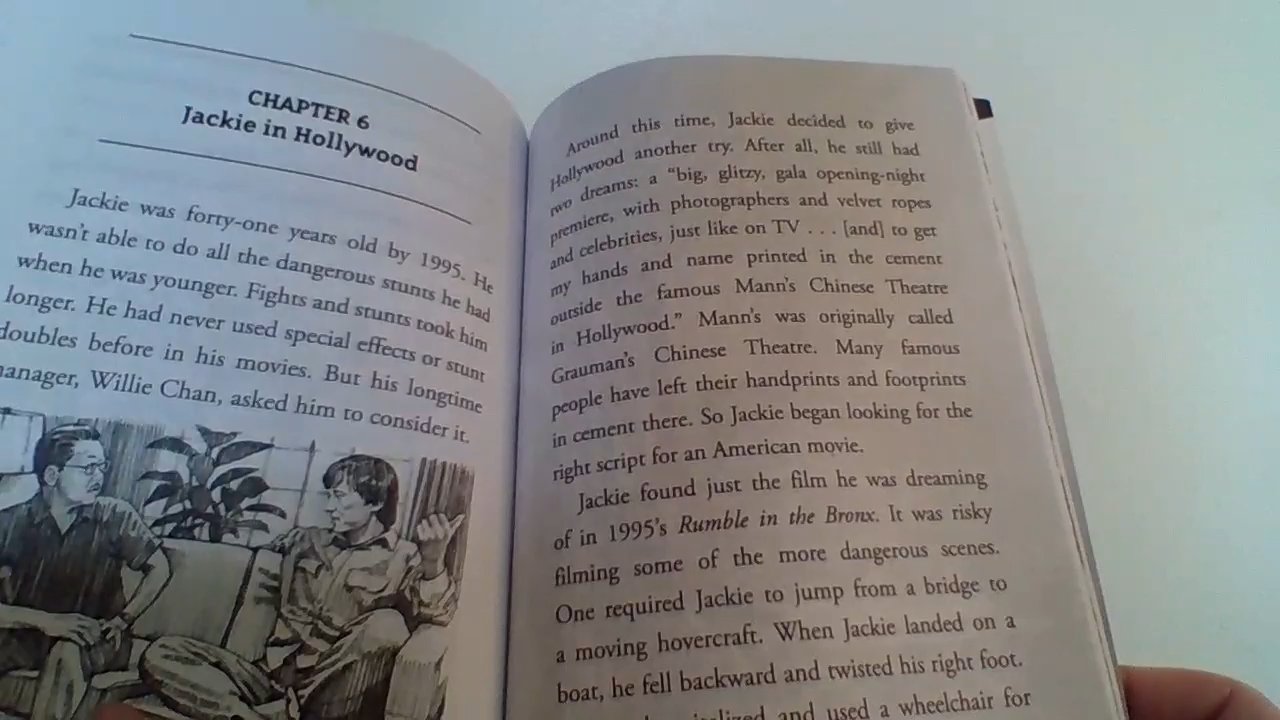 CHAPTER 6
Jackie in Hollywood
Jackie was forty-one years old by 1995. He
wasn't able to do all the dangerous stunts he had
when he was younger. Fights and stunts took him
longer. He had never used special effects or stunt
doubles before in his movies. But his longtime
manager, Willie Chan, asked him to consider it.
Around this time, Jackie decided to give
Hollywood another try. After all, he still had
two dreams: a “big, glitzy, gala opening-night
premiere, with photographers and velvet ropes
and celebrities, just like on TV . . . [and] to get
my hands and name printed in the cement
outside the famous Mann's Chinese Theatre
in Hollywood.” Mann's was originally called
Grauman's Chinese Theatre. Many famous
people have left their handprints and footprints
in cement there. So Jackie began looking for the
right script for an American movie.
Jackie found just the film he was dreaming
of in 1995's Rumble in the Bronx. It was risky
filming some of the more dangerous scenes.
One required Jackie to jump from a bridge to
a moving hovercraft. When Jackie landed on a
boat, he fell backward and twisted his right foot.
and used a wheelchair for